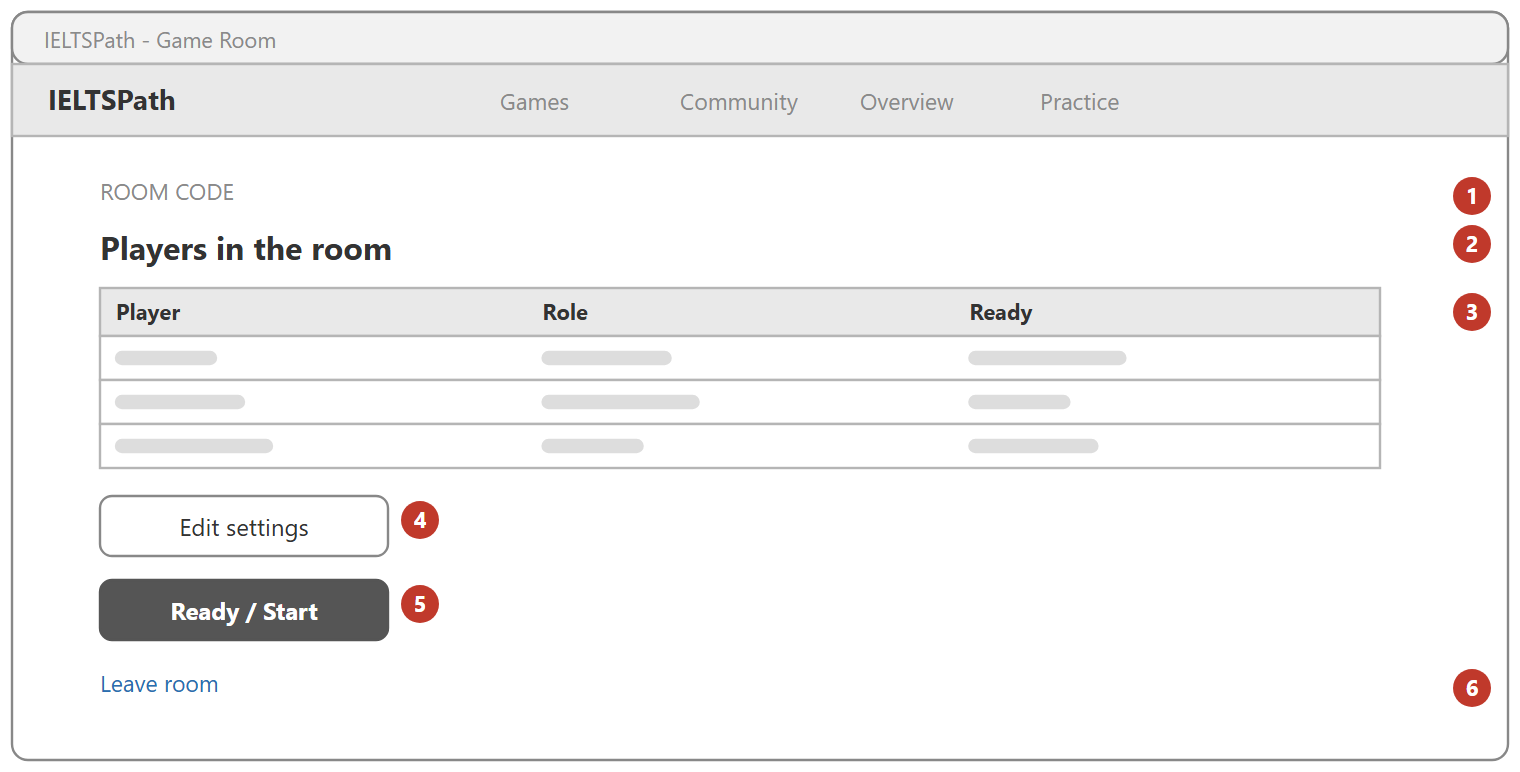 IELTSPath - Game Room
IELTSPath Games Community Overview Practice
ROOM CODE 1
Players in the room 2
Player Role Ready 3
Edit settings 4
Ready / Start 5
Leave room 6